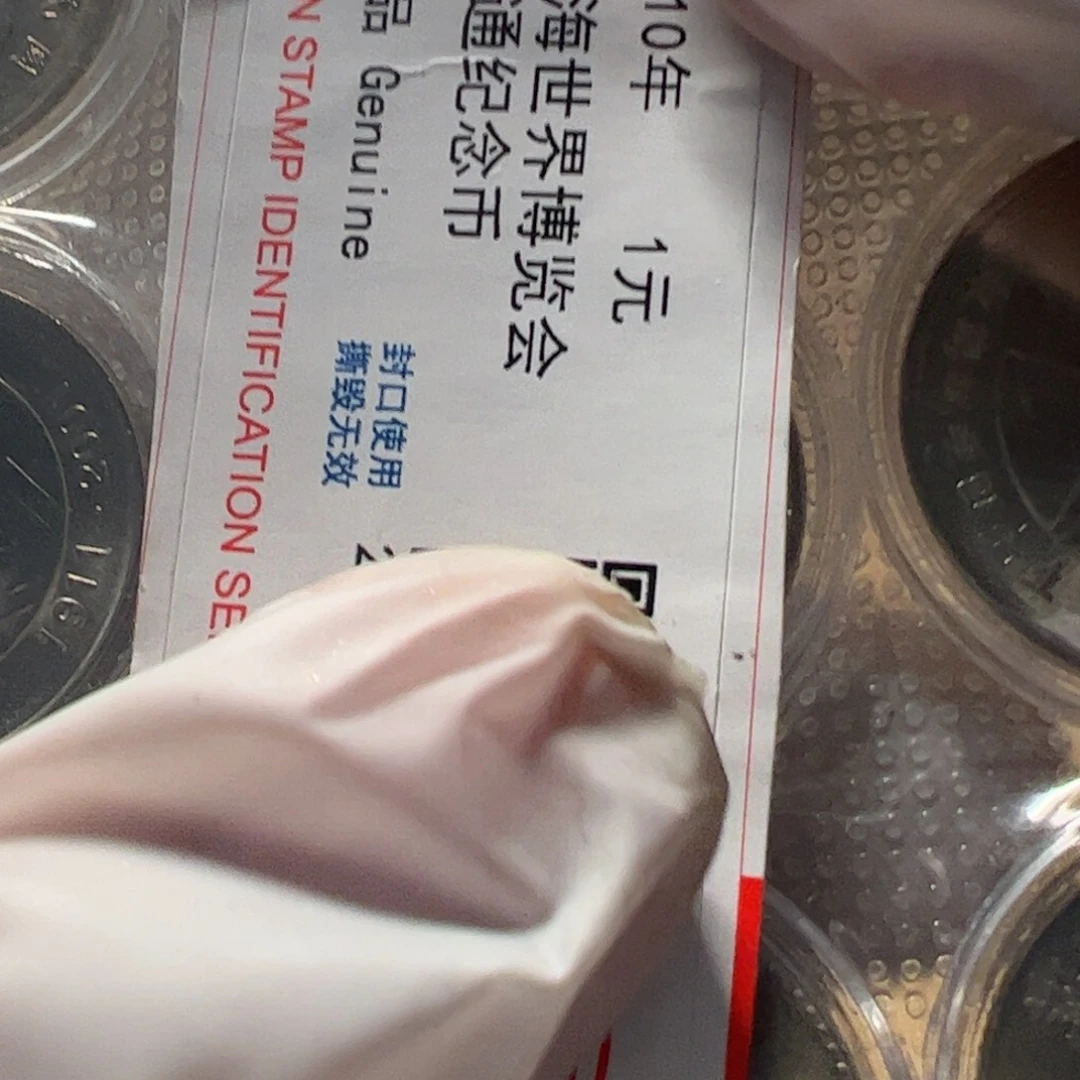 10年 1元
海世界博览会
通纪念币
品 Genuine
封口使用
撕毁无效
N STAMP IDENTIFICATION SE
1911